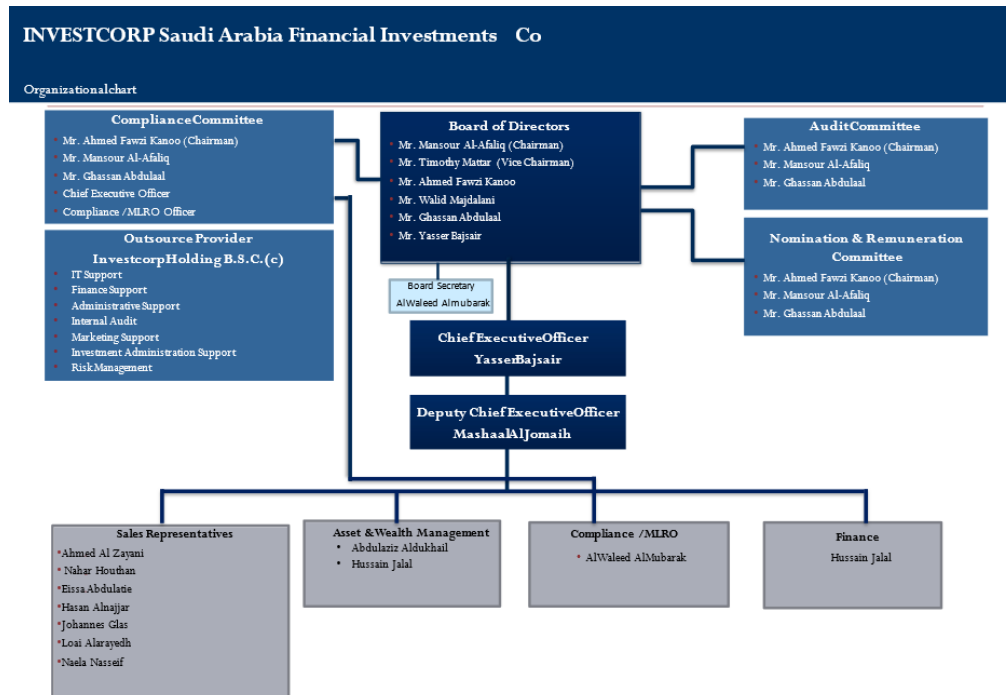 INVESTCORP Saudi Arabia Financial Investments Co
Organizationalchart
ComplianceCommittee
Mr. Ahmed Fawzi Kanoo (Chairman)
Mr. Mansour Al-Afaliq
Mr. Ghassan Abdulaal
Chief Executive Officer
Compliance /MLRO Officer
Board of Directors
Mr. Mansour Al-Afaliq (Chairman)
Mr. Timothy Mattar (Vice Chairman)
Mr. Ahmed Fawzi Kanoo
Mr. Walid Majdalani
Mr. Ghassan Abdulaal
Mr. Yasser Bajsair
AuditCommittee
Mr. Ahmed Fawzi Kanoo (Chairman)
Mr. Mansour Al-Afaliq
Mr. Ghassan Abdulaal
OutsourceProvider
InvestcorpHolding B.S.C.(c)
IT Support
Finance Support
Administrative Support
Internal Audit
Marketing Support
Investment Administration Support
Risk Management
Nomination & Remuneration
Committee
Mr. Ahmed Fawzi Kanoo (Chairman)
Mr. Mansour Al-Afaliq
Mr. Ghassan Abdulaal
Board Secretary
AlWaleed Almubarak
ChiefExecutiveOfficer
YasserBajsair
Deputy ChiefExecutiveOfficer
MashaalAlJomaih
Sales Representatives
Ahmed Al Zayani
Nahar Houthan
Eissa Abdulatie
Hasan Alnajjar
Johannes Glas
Loai Alarayedh
Naela Nasseif
Asset &Wealth Management
Abdulaziz Aldukhail
Hussain Jalal
Compliance /MLRO
AlWaleed AlMubarak
Finance
Hussain Jalal